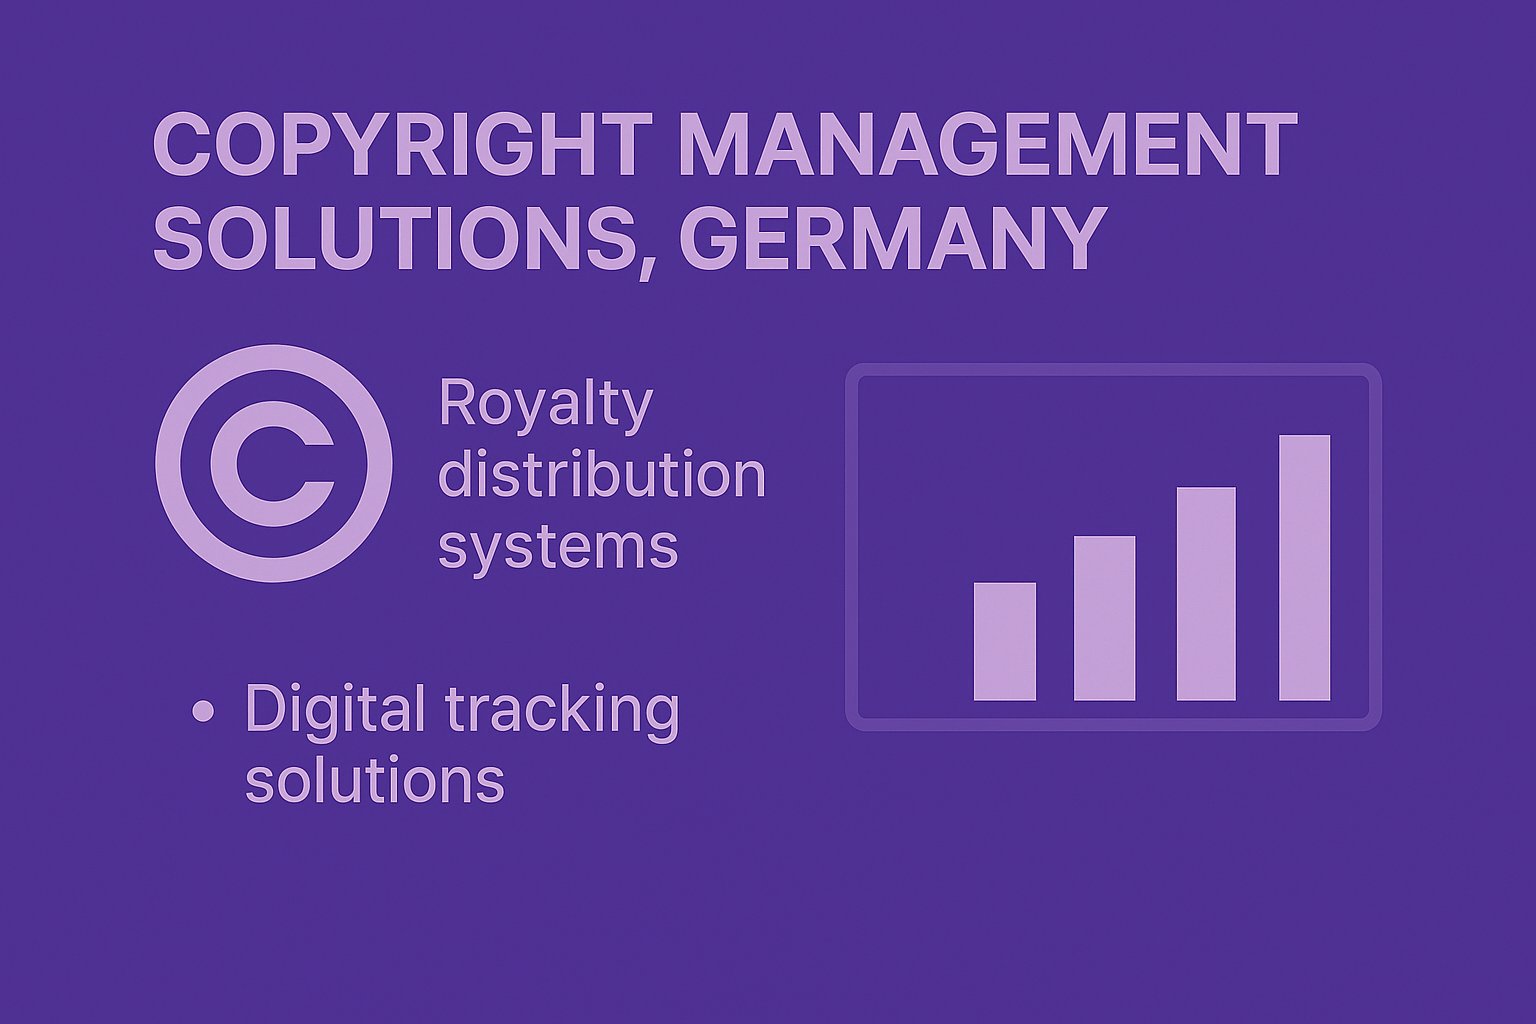 COPYRIGHT MANAGEMENT
SOLUTIONS, GERMANY
©
Royalty
distribution
systems
• Digital tracking
solutions